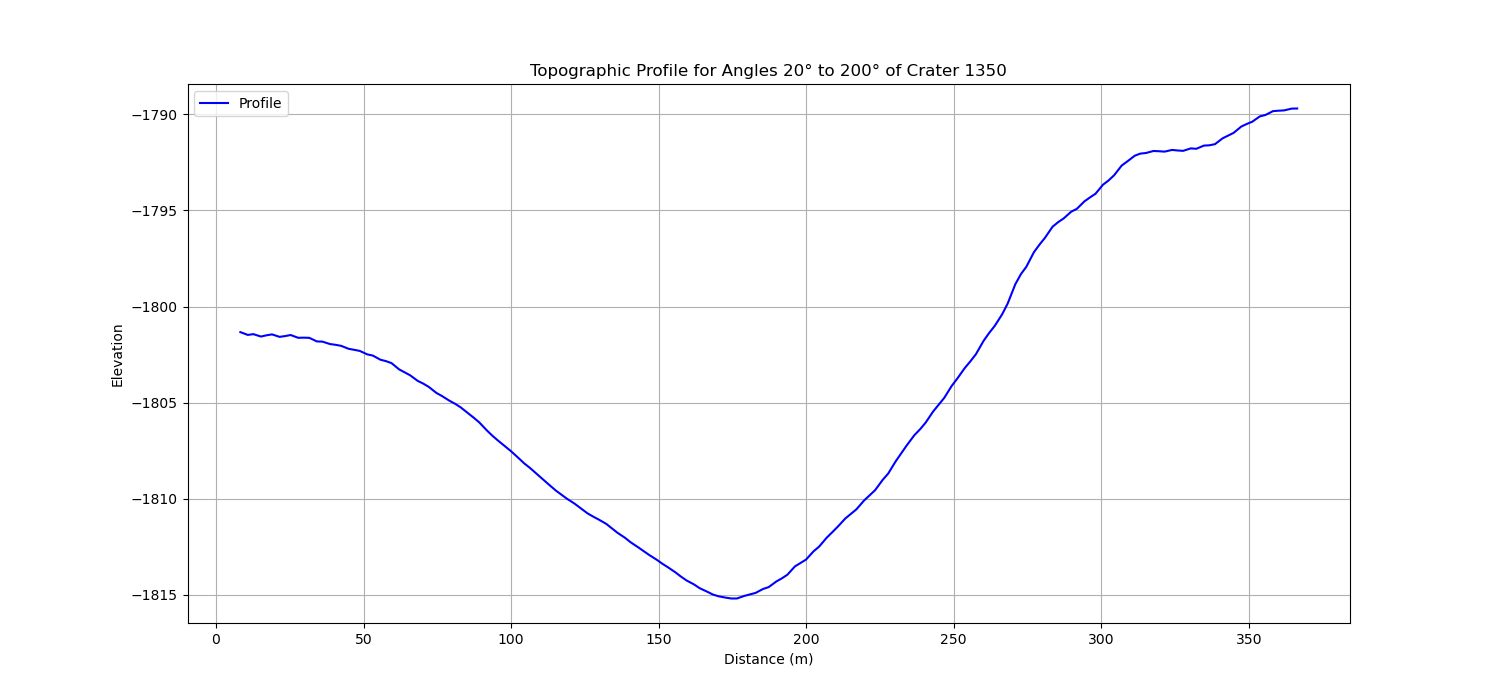 Topographic Profile for Angles 20° to 200° of Crater 1350
Profile
−1790
−1795
−1800
−1805
−1810
−1815
Elevation
0 50 100 150 200 250 300 350
Distance (m)